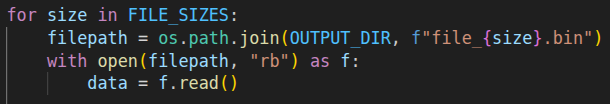 for size in FILE_SIZES:
    filepath = os.path.join(OUTPUT_DIR, f"file_{size}.bin")
    with open(filepath, "rb") as f:
        data = f.read()